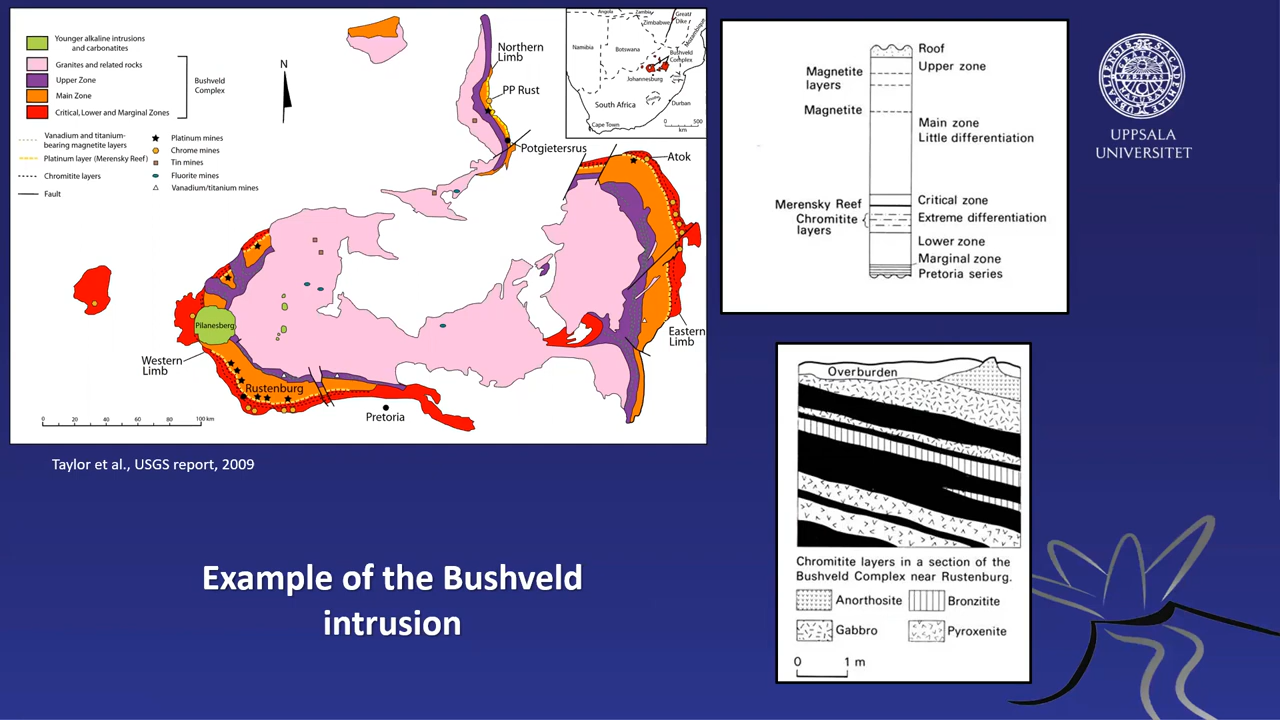 Younger alkaline intrusions
and carbonatites
Granites and related rocks
Upper Zone
Main Zone
Critical, Lower and Marginal Zones
Bushveld
Complex
Vanadium and titanium-
bearing magnetite layers
Platinum layer (Merensky Reef)
Chromitite layers
Fault
Platinum mines
Chrome mines
Tin mines
Fluorite mines
Vanadium/titanium mines
N
Northern
Limb
PP Rust
Potgietersrus
Atok
Eastern
Limb
Pilanesberg
Western
Limb
Rustenburg
Pretoria
0 20 40 60 80 100 km
Angola
Zambia
Great
Dike
Zimbabwe
Mozambique
Namibia
Botswana
Bushveld
Complex
Johannesburg
South Africa
Durban
Cape Town
0 500
km
Taylor et al., USGS report, 2009
Example of the Bushveld
intrusion
Roof
Upper zone
Magnetite
layers
Magnetite
Main zone
Little differentiation
Merensky Reef
Critical zone
Chromitite
layers
Extreme differentiation
Lower zone
Marginal zone
Pretoria series
UPPSALA
UNIVERSITET
Overburden
Chromitite layers in a section of the
Bushveld Complex near Rustenburg.
Anorthosite
Bronzitite
Gabbro
Pyroxenite
0 1 m